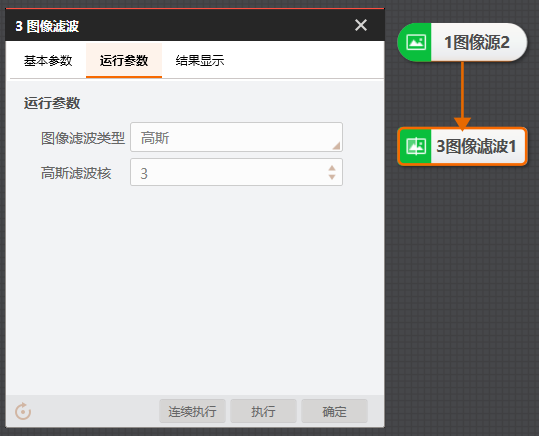 3 图像滤波
基本参数 运行参数 结果显示
运行参数
图像滤波类型 高斯
高斯滤波核 3
连续执行 执行 确定
1图像源2
3图像滤波1